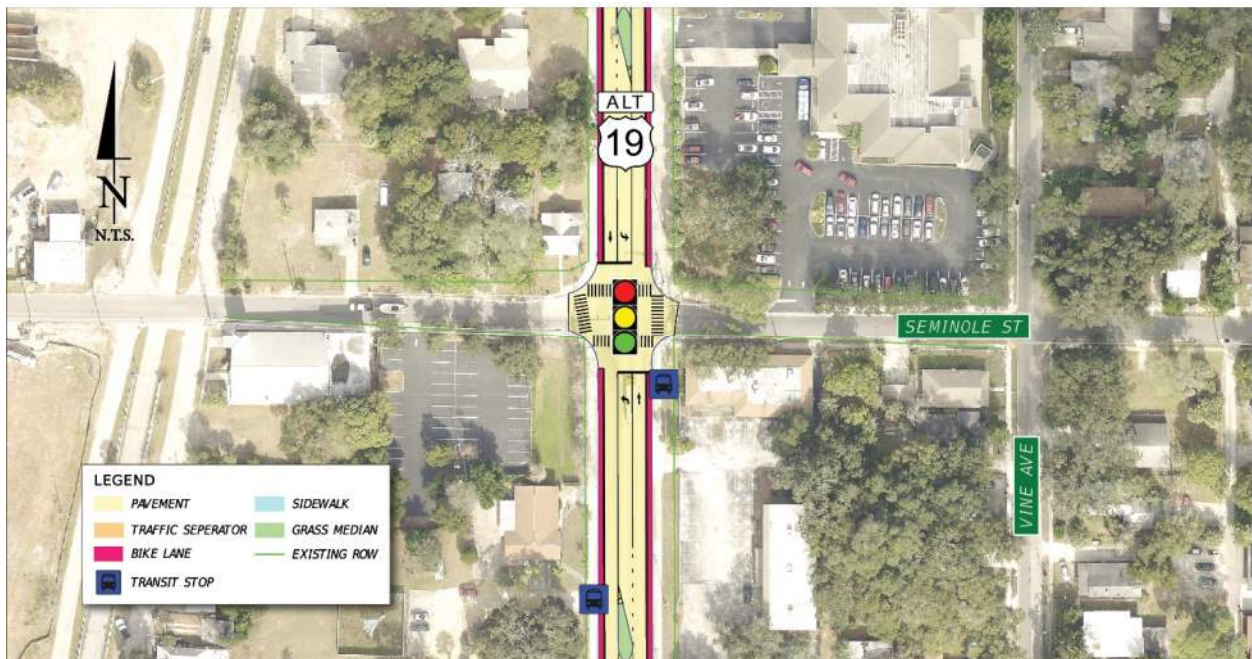 ALT
19
N
N.T.S.
SEMINOLE ST
VINE AVE
LEGEND
PAVEMENT
TRAFFIC SEPERATOR
BIKE LANE
TRANSIT STOP
SIDEWALK
GRASS MEDIAN
EXISTING ROW